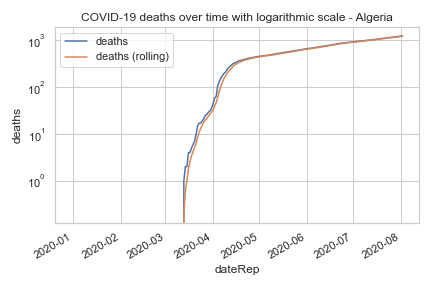 COVID-19 deaths over time with logarithmic scale - Algeria
deaths
deaths (rolling)
10³
10²
10¹
10⁰
deaths
2020-01
2020-02
2020-03
2020-04
2020-05
2020-06
2020-07
2020-08
dateRep